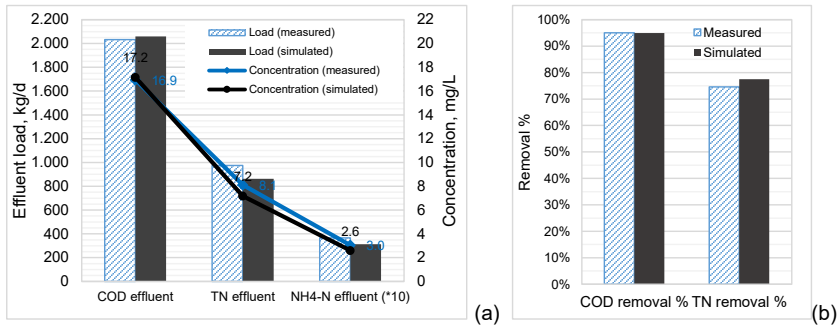 2.200
2.000
1.800
1.600
1.400
1.200
1.000
800
600
400
200
0
Effluent load, kg/d
Load (measured)
Load (simulated)
Concentration (measured)
Concentration (simulated)
17.2
16.9
7.2
8.1
2.6
3.0
COD effluent
TN effluent
NH4-N effluent (*10)
22
20
18
16
14
12
10
8
6
4
2
0
Concentration, mg/L
(a)
100%
90%
80%
70%
60%
50%
40%
30%
20%
10%
0%
Removal %
Measured
Simulated
COD removal %
TN removal %
(b)